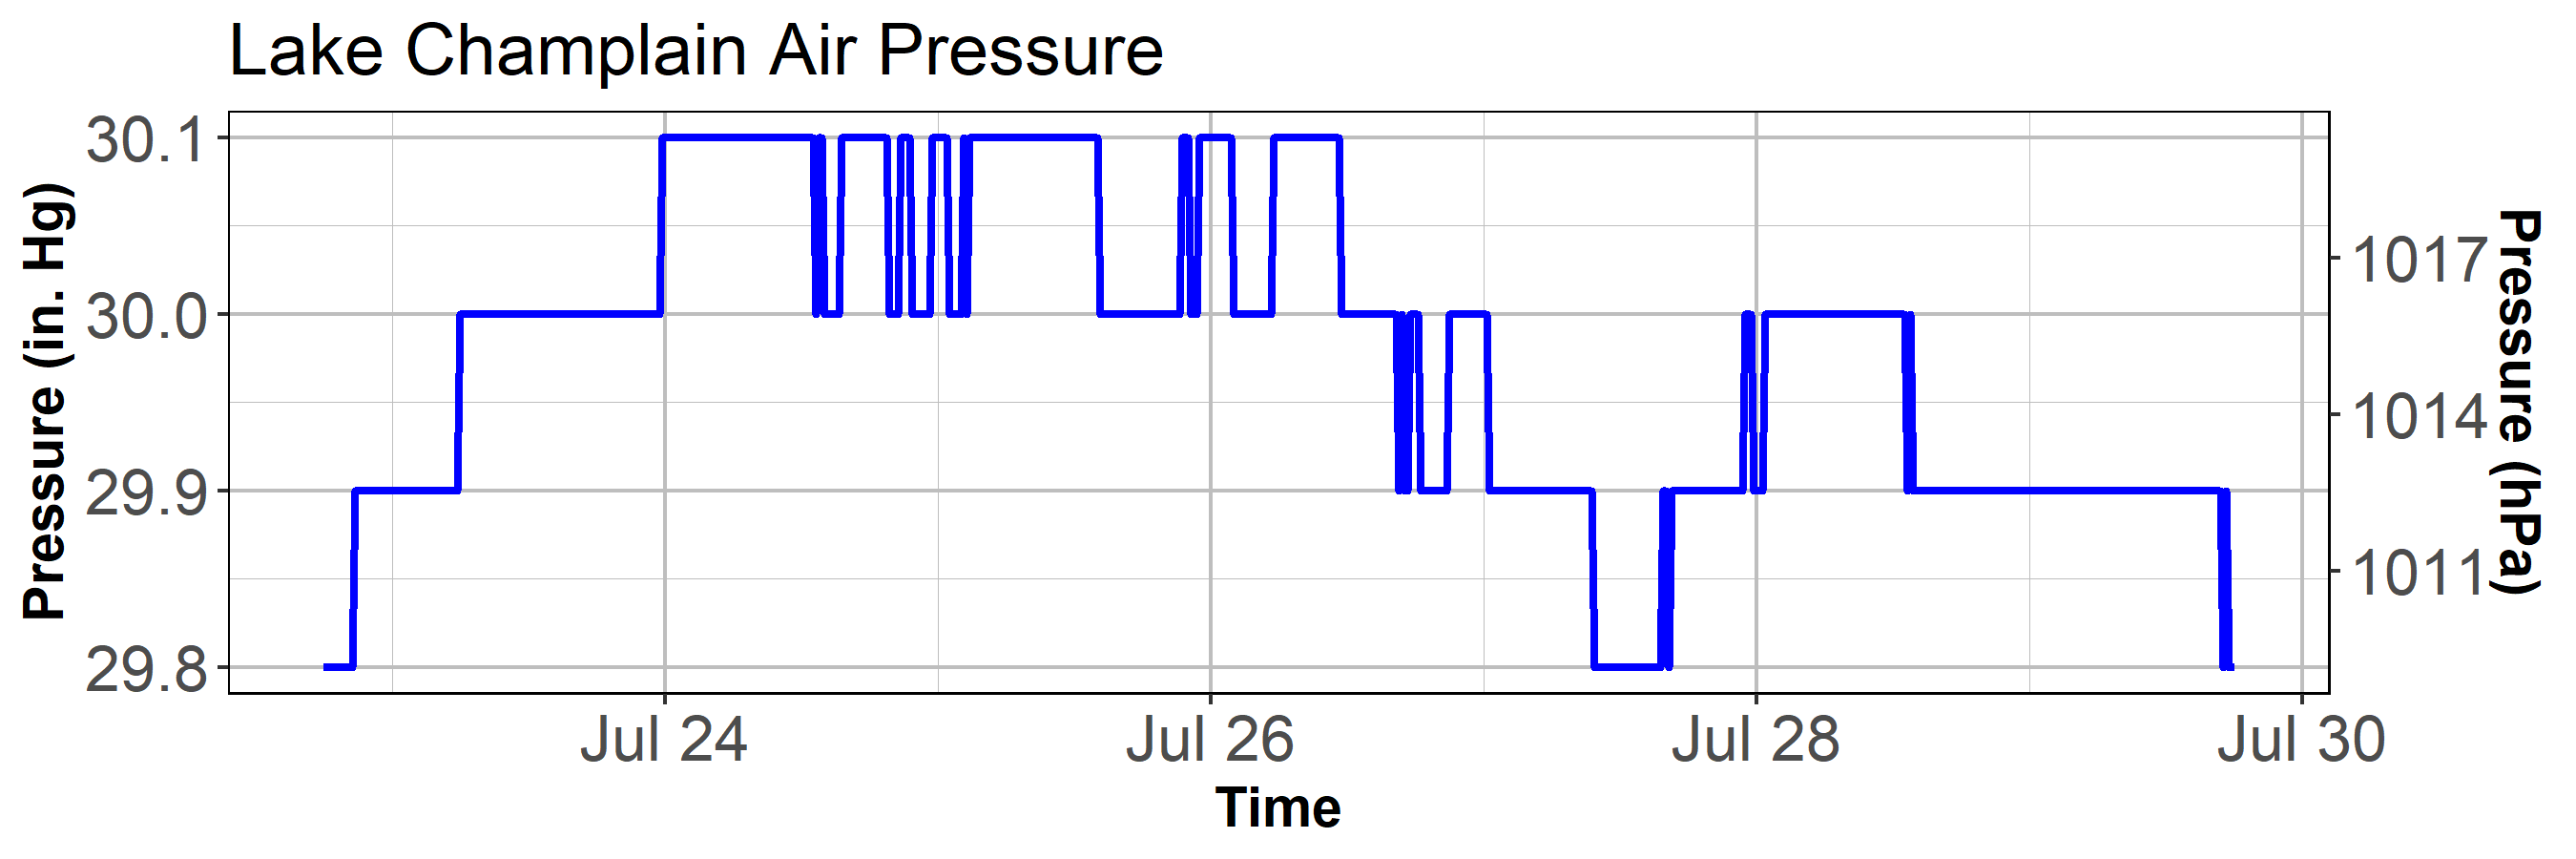 Lake Champlain Air Pressure
Pressure (in. Hg)
30.1
30.0
29.9
29.8
1017
1014
1011
Pressure (hPa)
Jul 24 Jul 26 Jul 28 Jul 30
Time